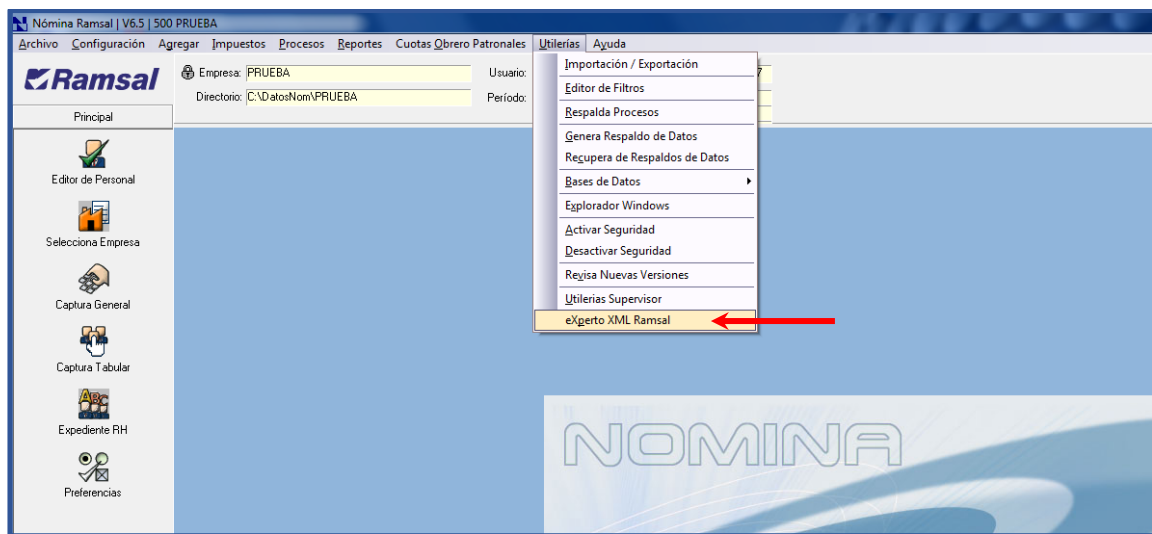 Nómina Ramsal | V6.5 | 500 PRUEBA
Archivo Configuración Agregar Impuestos Procesos Reportes Cuotas Obrero Patronales Utilerías Ayuda
Ramsal
Empresa: PRUEBA
Usuario:
7
Directorio: C:\DatosNom\PRUEBA
Período:
Principal
Editor de Personal
Selecciona Empresa
Captura General
Captura Tabular
ABC
Expediente RH
Preferencias
Importación / Exportación
Editor de Filtros
Respalda Procesos
Genera Respaldo de Datos
Recupera de Respaldos de Datos
Bases de Datos
Explorador Windows
Activar Seguridad
Desactivar Seguridad
Revisa Nuevas Versiones
Utilerias Supervisor
eXperto XML Ramsal
NOMINA